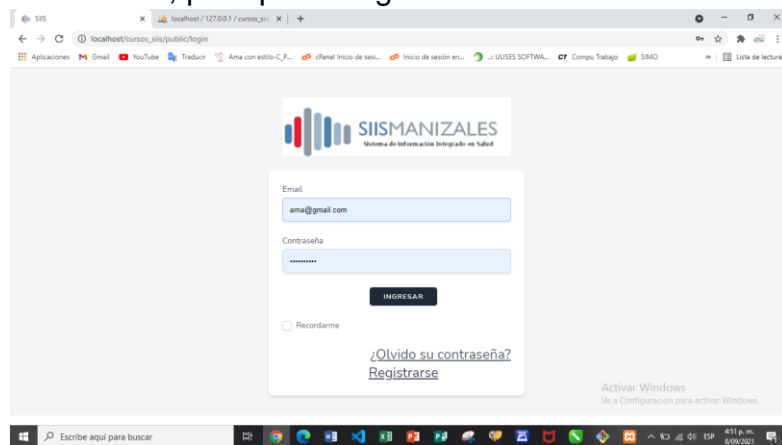 SIIS
localhost / 127.0.0.1 / cursos_sii
localhost/cursos_siis/public/login
Aplicaciones Gmail YouTube Traducir Ama con estilo-C_P... cPanel Inicio de sesi... Inicio de sesión en... ..: ULISES SOFTWA... CT Compu Trabajo SIMO » Lista de lectura
SIISMANIZALES
Sistema de Información Integrado en Salud
Email
ama@gmail.com
Contraseña
INGRESAR
Recordarme
¿Olvido su contraseña?
Registrarse
Activar Windows
Ve a Configuración para activar Windows.
Escribe aquí para buscar
ESP
4:51 p. m.
8/09/2021